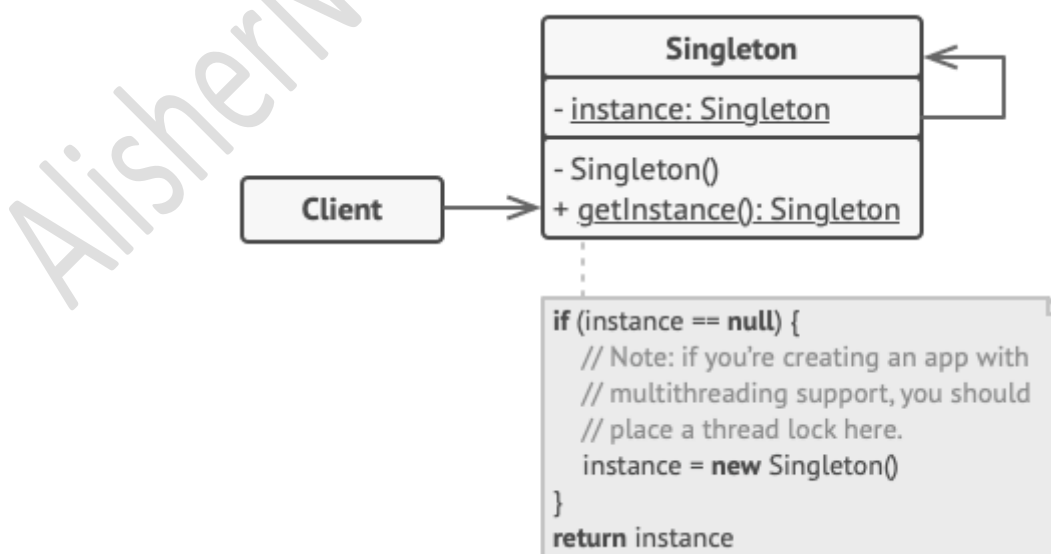 Singleton
- instance: Singleton
- Singleton()
+ getInstance(): Singleton
Client
if (instance == null) {
// Note: if you're creating an app with
// multithreading support, you should
// place a thread lock here.
instance = new Singleton()
}
return instance